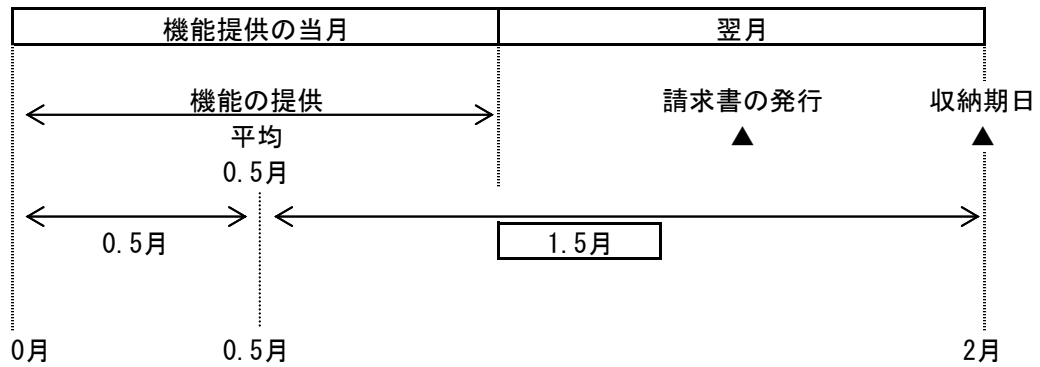 機能提供の当月 翌月
機能の提供 請求書の発行 収納期日
平均 ▲ ▲
0.5月
0.5月 1.5月
0月 0.5月 2月